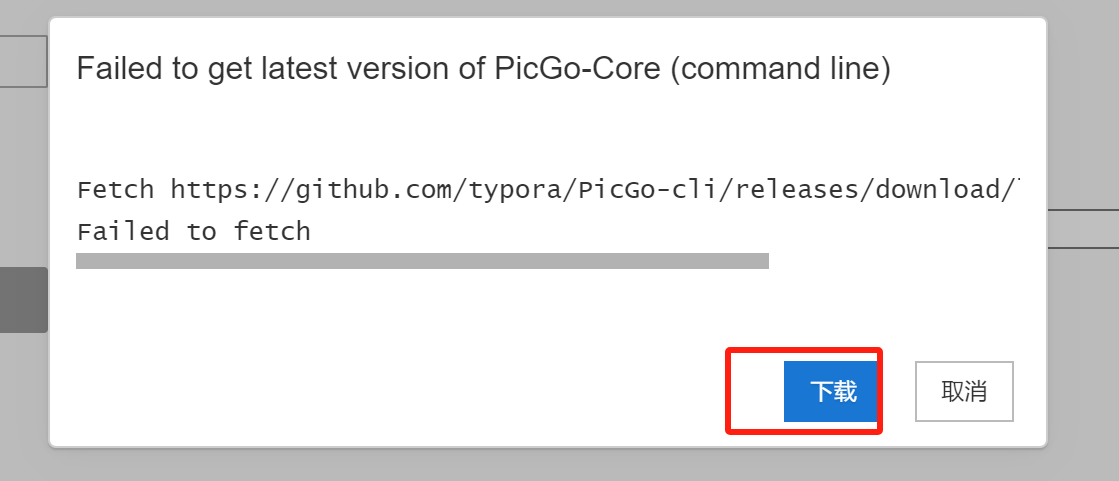 Failed to get latest version of PicGo-Core (command line)
Fetch https://github.com/typora/PicGo-cli/releases/download/
Failed to fetch
下载
取消